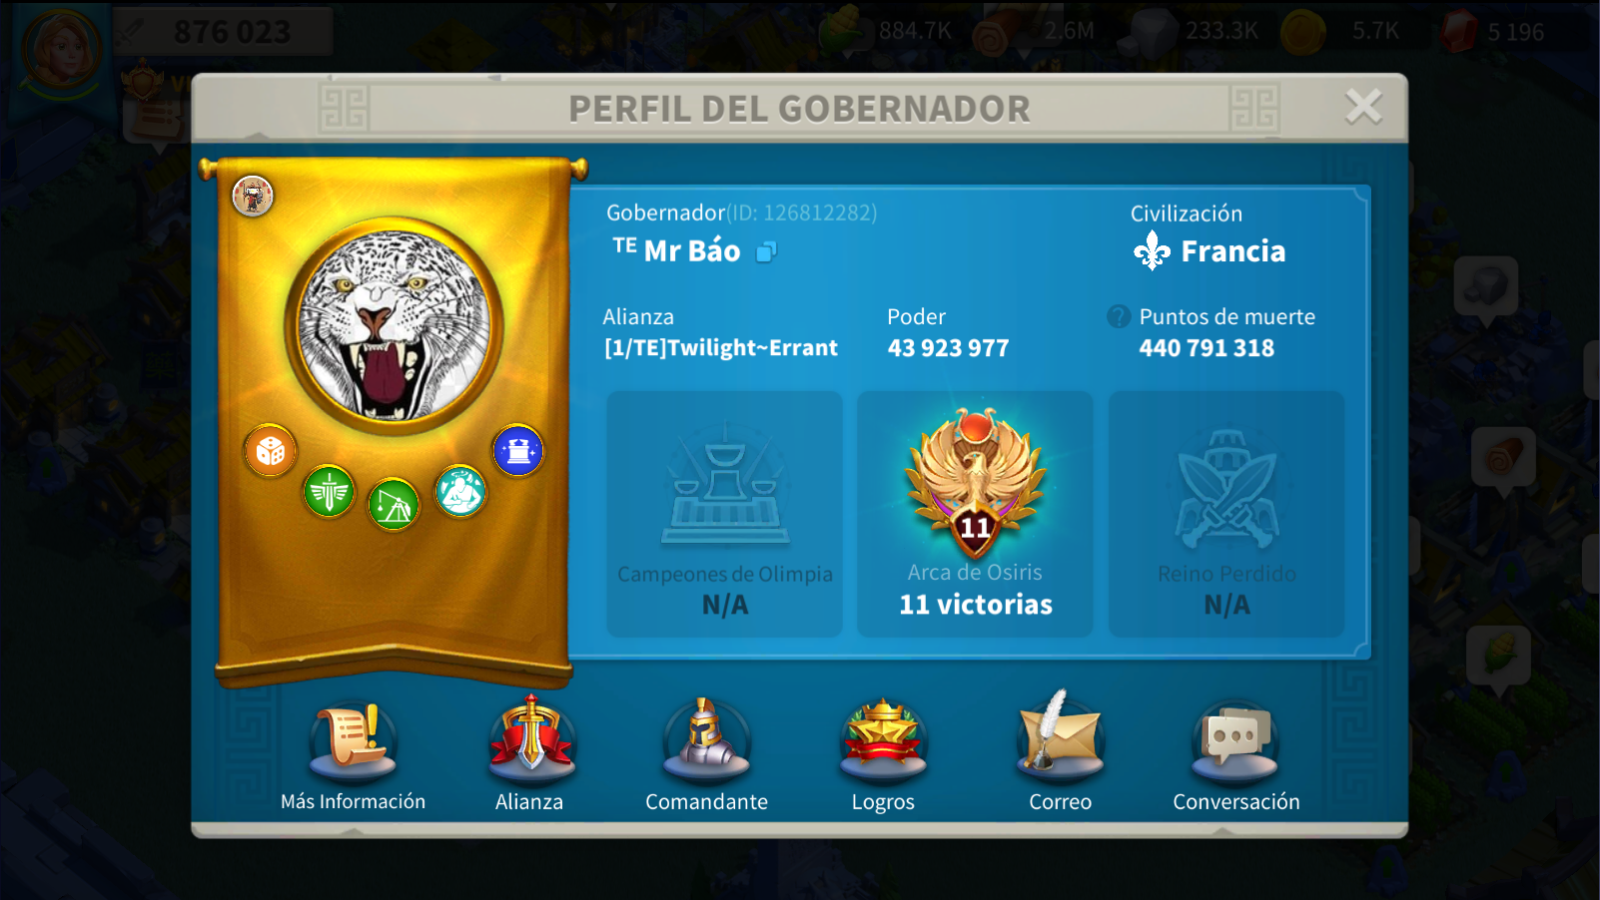 876 023
884.7K
2.6M
233.3K
5.7K
5 196
PERFIL DEL GOBERNADOR
Gobernador(ID: 126812282)
Civilización
ᵀᴱ Mr Báo
Francia
Alianza
Poder
? Puntos de muerte
[1/TE]Twilight~Errant
43 923 977
440 791 318
11
Campeones de Olimpia
Arca de Osiris
Reino Perdido
N/A
11 victorias
N/A
Más Información
Alianza
Comandante
Logros
Correo
Conversación